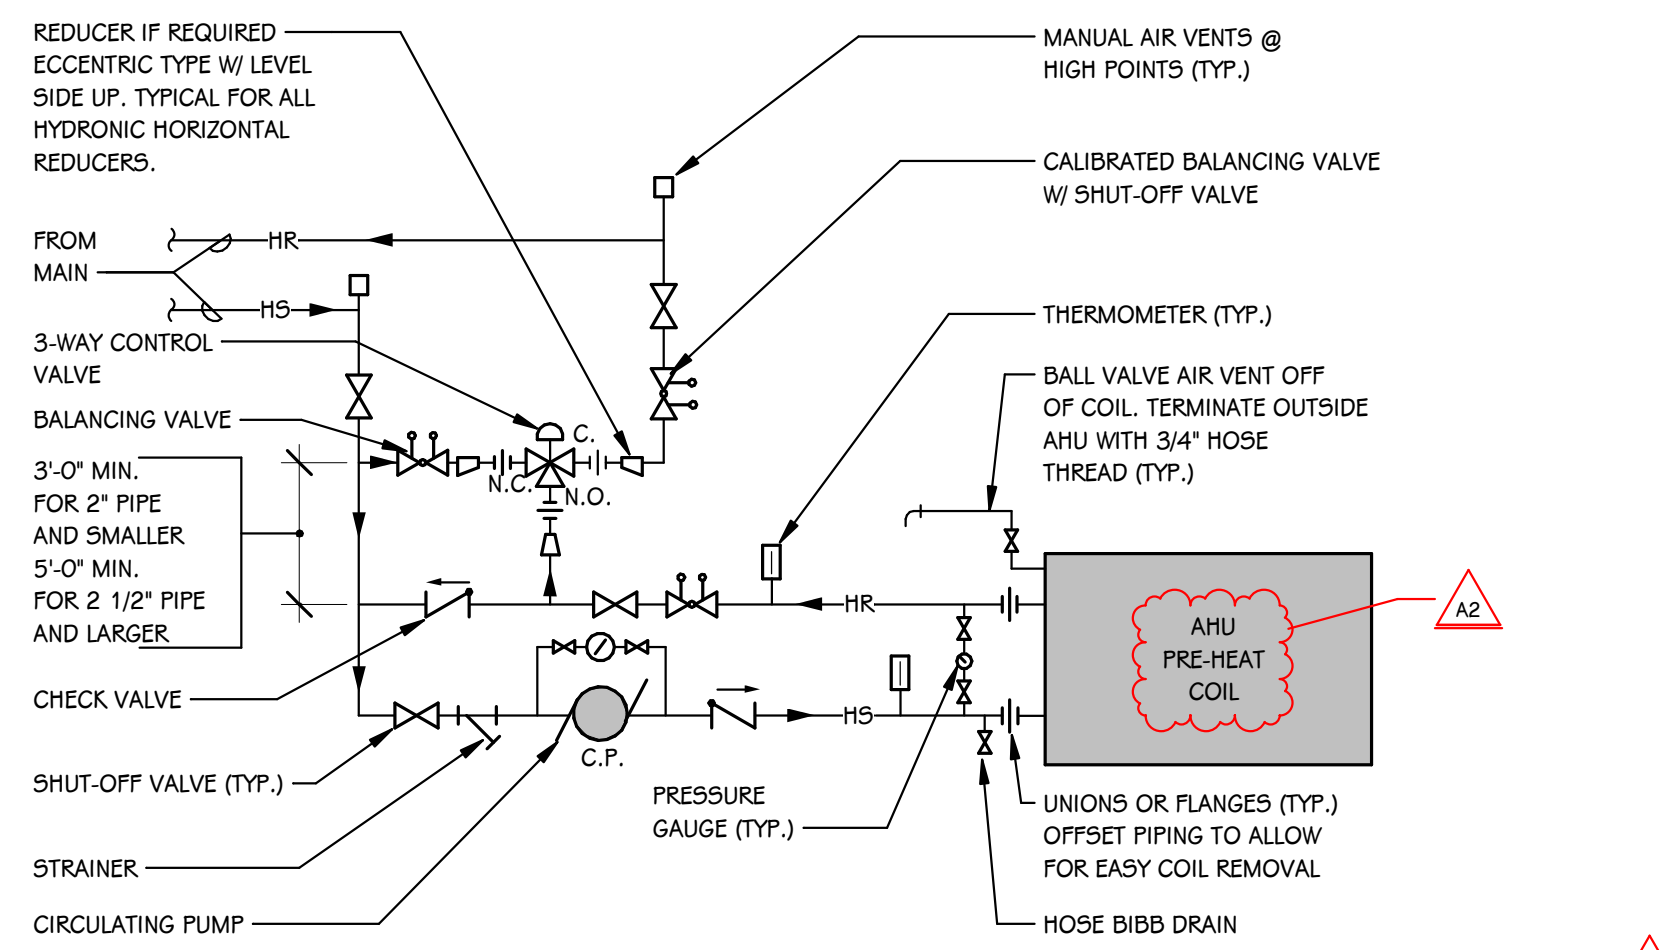 REDUCER IF REQUIRED
ECCENTRIC TYPE W/ LEVEL
SIDE UP. TYPICAL FOR ALL
HYDRONIC HORIZONTAL
REDUCERS.
MANUAL AIR VENTS @
HIGH POINTS (TYP.)
CALIBRATED BALANCING VALVE
W/ SHUT-OFF VALVE
FROM
MAIN
HR
HS
3-WAY CONTROL
VALVE
THERMOMETER (TYP.)
BALANCING VALVE
BALL VALVE AIR VENT OFF
OF COIL. TERMINATE OUTSIDE
AHU WITH 3/4" HOSE
THREAD (TYP.)
C.
N.C.
N.O.
3'-0" MIN.
FOR 2" PIPE
AND SMALLER
5'-0" MIN.
FOR 2 1/2" PIPE
AND LARGER
HR
AHU
PRE-HEAT
COIL
A2
CHECK VALVE
HS
C.P.
SHUT-OFF VALVE (TYP.)
PRESSURE
GAUGE (TYP.)
UNIONS OR FLANGES (TYP.)
OFFSET PIPING TO ALLOW
FOR EASY COIL REMOVAL
STRAINER
CIRCULATING PUMP
HOSE BIBB DRAIN